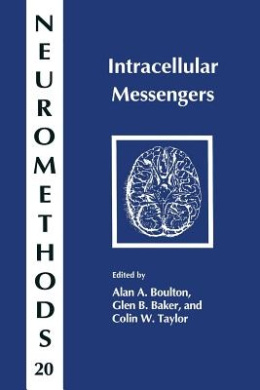 NEUROMETHODS
20
Intracellular
Messengers
Edited by
Alan A. Boulton,
Glen B. Baker, and
Colin W. Taylor